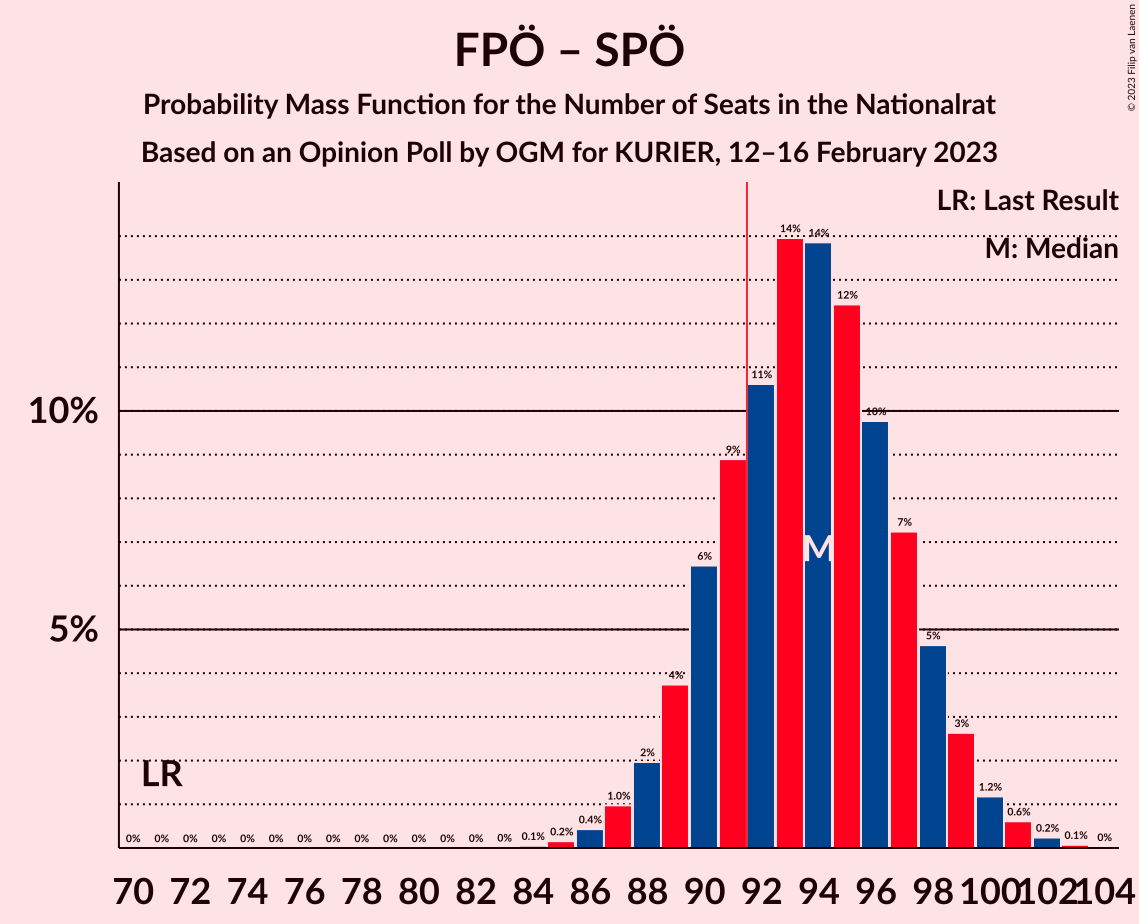 FPÖ – SPÖ
Probability Mass Function for the Number of Seats in the Nationalrat
Based on an Opinion Poll by OGM for KURIER, 12–16 February 2023
© 2023 Filip van Laenen
LR: Last Result
M: Median
10%
5%
LR
M
0% 0% 0% 0% 0% 0% 0% 0% 0% 0% 0% 0% 0% 0% 0.1% 0.2% 0.4% 1.0% 2% 4% 6% 9% 11% 14% 14% 12% 10% 7% 5% 3% 1.2% 0.6% 0.2% 0.1% 0%
70 72 74 76 78 80 82 84 86 88 90 92 94 96 98 100 102 104